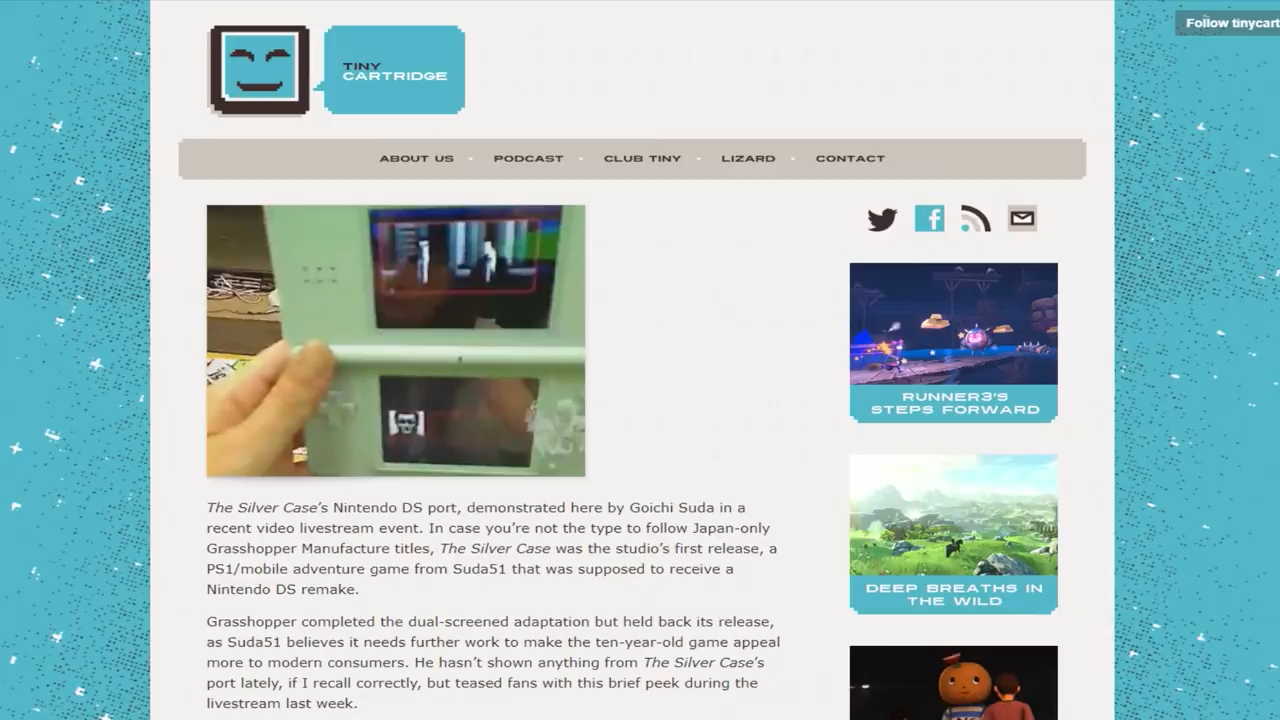 Follow tinycart
TINY
CARTRIDGE
ABOUT US
PODCAST
CLUB TINY
LIZARD
CONTACT
The Silver Case's Nintendo DS port, demonstrated here by Goichi Suda in a
recent video livestream event. In case you're not the type to follow Japan-only
Grasshopper Manufacture titles, The Silver Case was the studio's first release, a
PS1/mobile adventure game from Suda51 that was supposed to receive a
Nintendo DS remake.
Grasshopper completed the dual-screened adaptation but held back its release,
as Suda51 believes it needs further work to make the ten-year-old game appeal
more to modern consumers. He hasn't shown anything from The Silver Case's
port lately, if I recall correctly, but teased fans with this brief peek during the
livestream last week.
RUNNER3'S
STEPS FORWARD
DEEP BREATHS IN
THE WILD